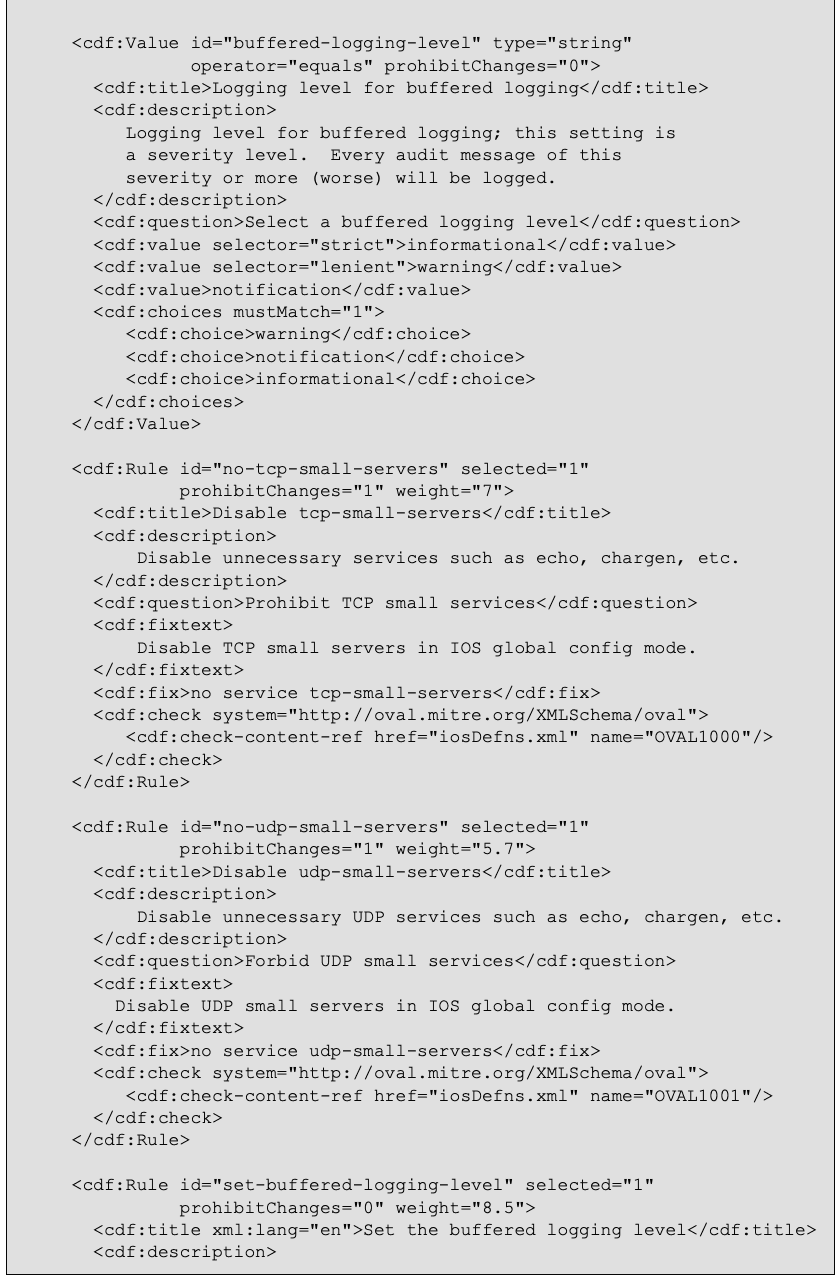 <cdf:Value id="buffered-logging-level" type="string"
           operator="equals" prohibitChanges="0">
  <cdf:title>Logging level for buffered logging</cdf:title>
  <cdf:description>
     Logging level for buffered logging; this setting is
     a severity level.  Every audit message of this
     severity or more (worse) will be logged.
  </cdf:description>
  <cdf:question>Select a buffered logging level</cdf:question>
  <cdf:value selector="strict">informational</cdf:value>
  <cdf:value selector="lenient">warning</cdf:value>
  <cdf:value>notification</cdf:value>
  <cdf:choices mustMatch="1">
     <cdf:choice>warning</cdf:choice>
     <cdf:choice>notification</cdf:choice>
     <cdf:choice>informational</cdf:choice>
  </cdf:choices>
</cdf:Value>

<cdf:Rule id="no-tcp-small-servers" selected="1"
          prohibitChanges="1" weight="7">
  <cdf:title>Disable tcp-small-servers</cdf:title>
  <cdf:description>
      Disable unnecessary services such as echo, chargen, etc.
  </cdf:description>
  <cdf:question>Prohibit TCP small services</cdf:question>
  <cdf:fixtext>
      Disable TCP small servers in IOS global config mode.
  </cdf:fixtext>
  <cdf:fix>no service tcp-small-servers</cdf:fix>
  <cdf:check system="http://oval.mitre.org/XMLSchema/oval">
     <cdf:check-content-ref href="iosDefns.xml" name="OVAL1000"/>
  </cdf:check>
</cdf:Rule>

<cdf:Rule id="no-udp-small-servers" selected="1"
          prohibitChanges="1" weight="5.7">
  <cdf:title>Disable udp-small-servers</cdf:title>
  <cdf:description>
      Disable unnecessary UDP services such as echo, chargen, etc.
  </cdf:description>
  <cdf:question>Forbid UDP small services</cdf:question>
  <cdf:fixtext>
    Disable UDP small servers in IOS global config mode.
  </cdf:fixtext>
  <cdf:fix>no service udp-small-servers</cdf:fix>
  <cdf:check system="http://oval.mitre.org/XMLSchema/oval">
     <cdf:check-content-ref href="iosDefns.xml" name="OVAL1001"/>
  </cdf:check>
</cdf:Rule>

<cdf:Rule id="set-buffered-logging-level" selected="1"
          prohibitChanges="0" weight="8.5">
  <cdf:title xml:lang="en">Set the buffered logging level</cdf:title>
  <cdf:description>